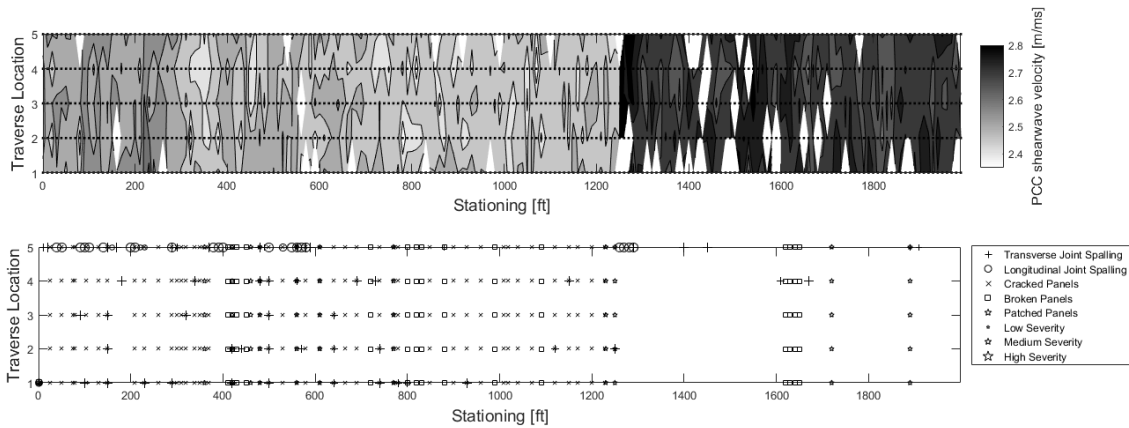 5
4
3
2
1
Traverse Location
0 200 400 600 800 1000 1200 1400 1600 1800
Stationing [ft]
2.8
2.7
2.6
2.5
2.4
PCC shearwave velocity [m/ms]
5
4
3
2
1
Traverse Location
0 200 400 600 800 1000 1200 1400 1600 1800
Stationing [ft]
Transverse Joint Spalling
Longitudinal Joint Spalling
Cracked Panels
Broken Panels
Patched Panels
Low Severity
Medium Severity
High Severity